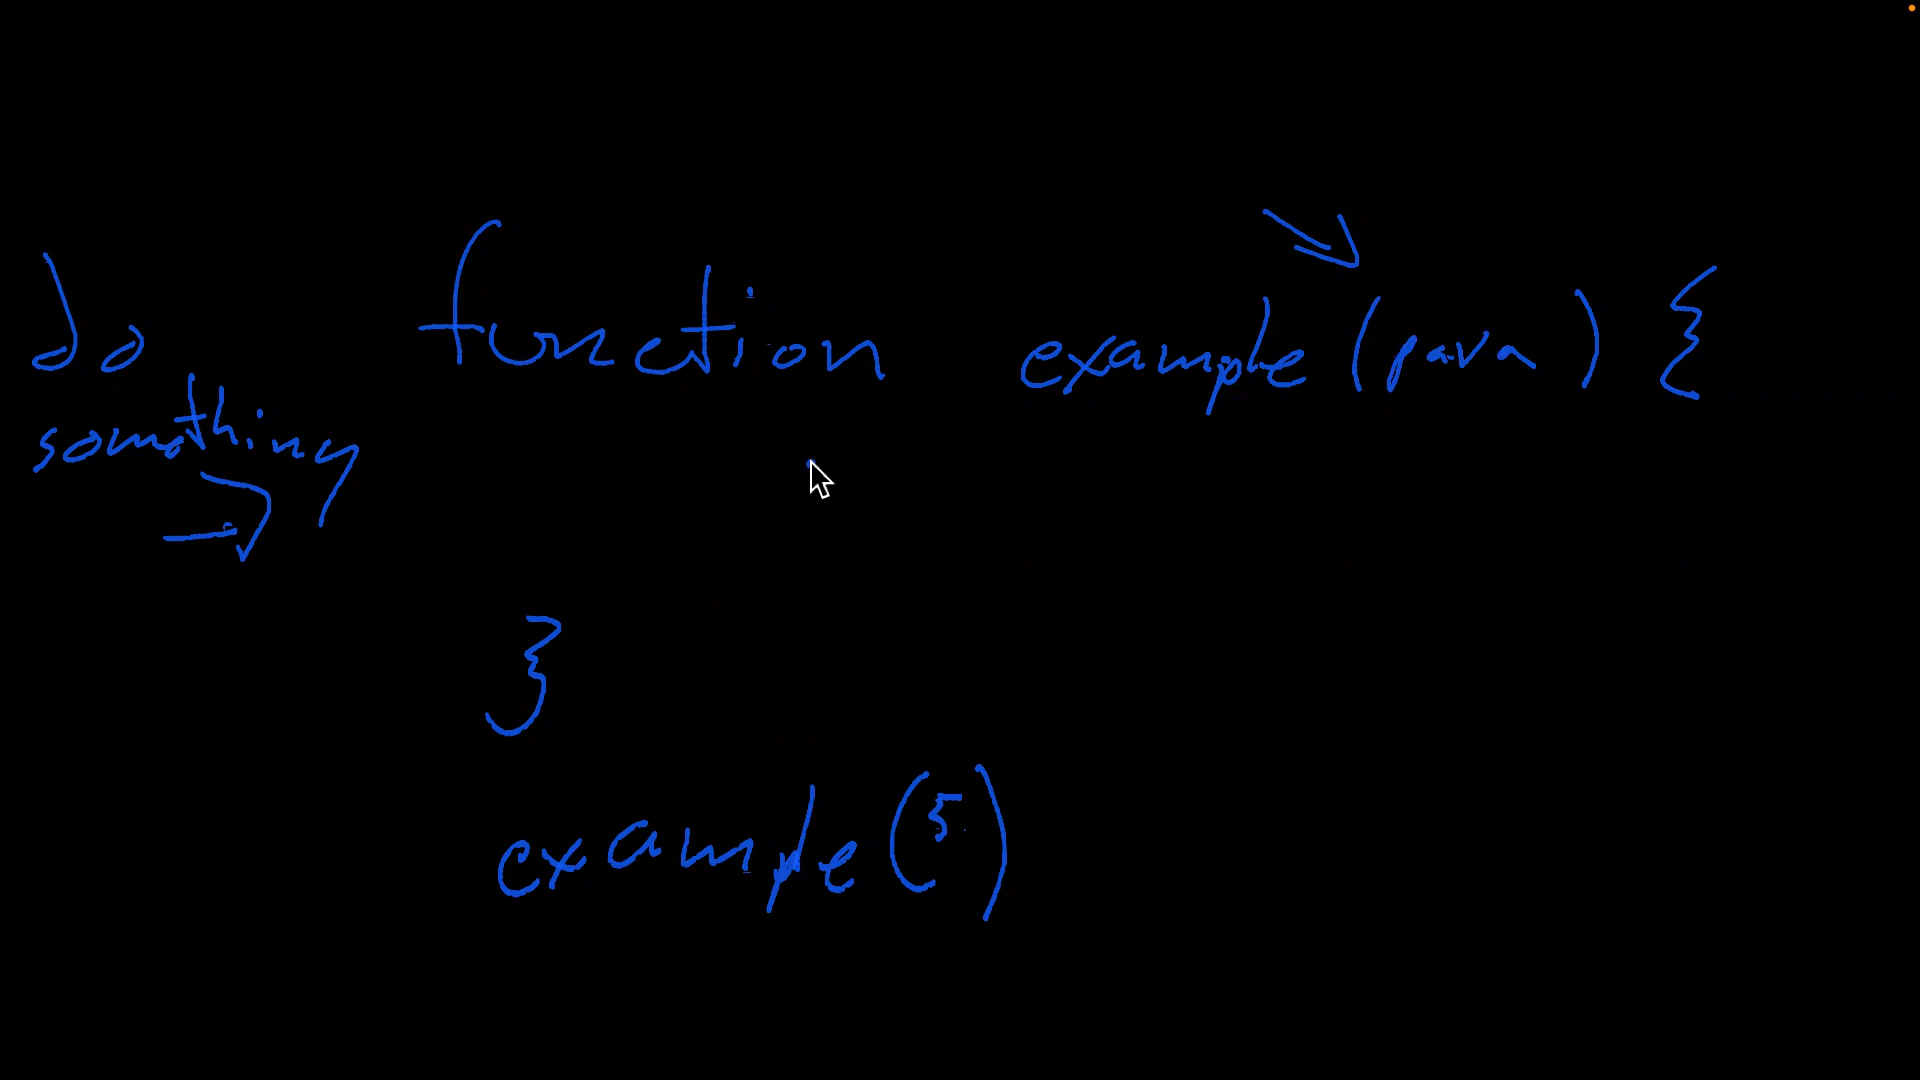 do
something
function example(para) {
}
example(5)